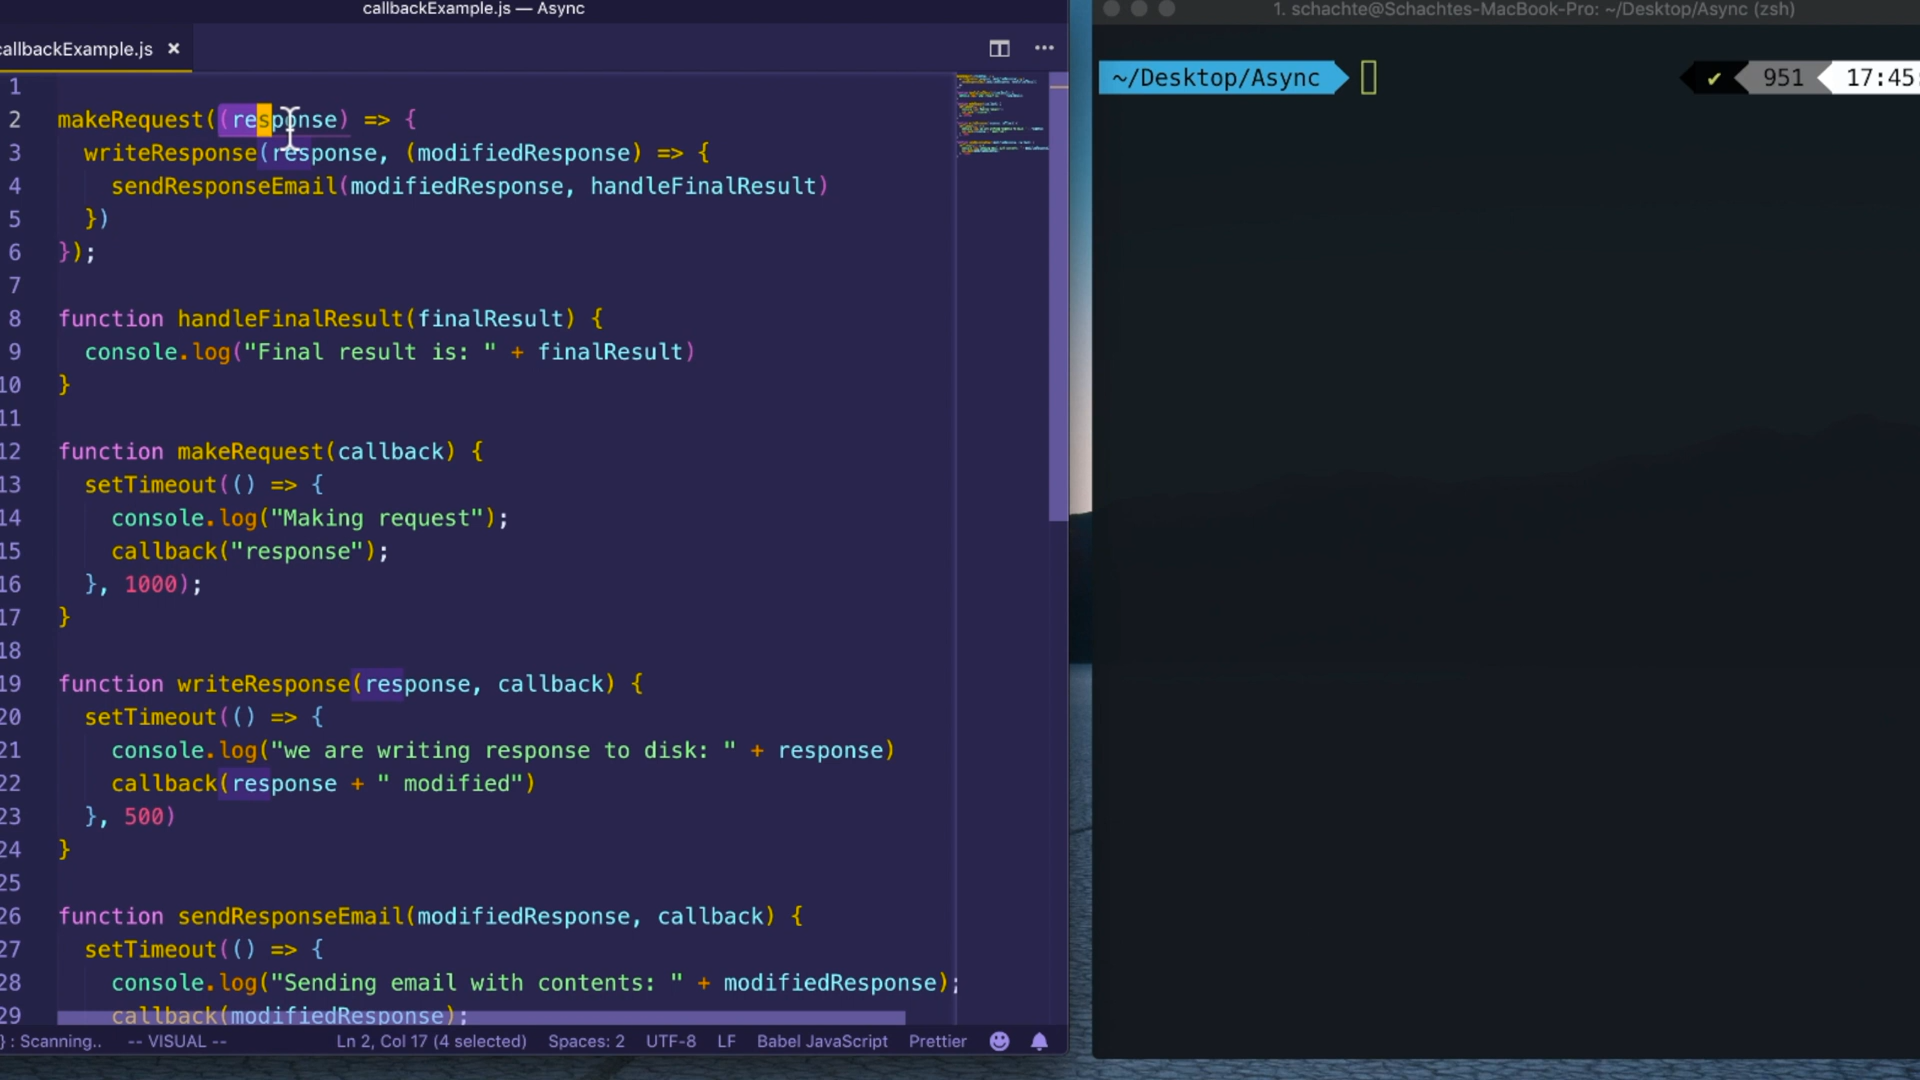 callbackExample.js — Async
1. schachte@Schachtes-MacBook-Pro: ~/Desktop/Async (zsh)
callbackExample.js ×
~/Desktop/Async
✔ 951 17:45:
1
2 makeRequest((response) => {
3 writeResponse(response, (modifiedResponse) => {
4 sendResponseEmail(modifiedResponse, handleFinalResult)
5 })
6 });
7
8 function handleFinalResult(finalResult) {
9 console.log("Final result is: " + finalResult)
10 }
11
12 function makeRequest(callback) {
13 setTimeout(() => {
14 console.log("Making request");
15 callback("response");
16 }, 1000);
17 }
18
19 function writeResponse(response, callback) {
20 setTimeout(() => {
21 console.log("we are writing response to disk: " + response)
22 callback(response + " modified")
23 }, 500)
24 }
25
26 function sendResponseEmail(modifiedResponse, callback) {
27 setTimeout(() => {
28 console.log("Sending email with contents: " + modifiedResponse);
29 callback(modifiedResponse);
} : Scanning.. -- VISUAL -- Ln 2, Col 17 (4 selected) Spaces: 2 UTF-8 LF Babel JavaScript Prettier